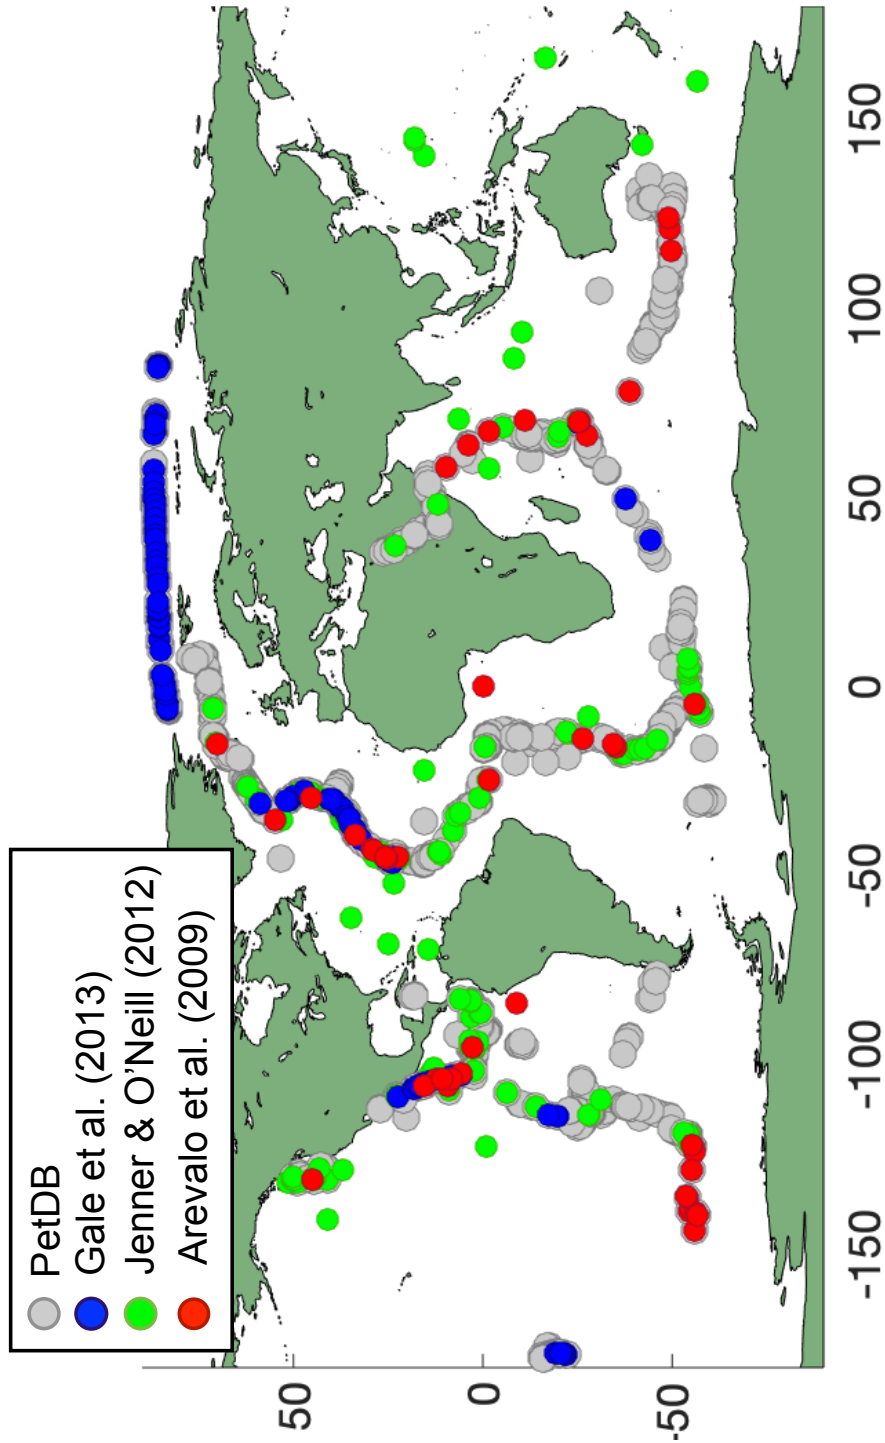 PetDB
Gale et al. (2013)
Jenner & O'Neill (2012)
Arevalo et al. (2009)
50
0
-50
-150
-100
-50
0
50
100
150